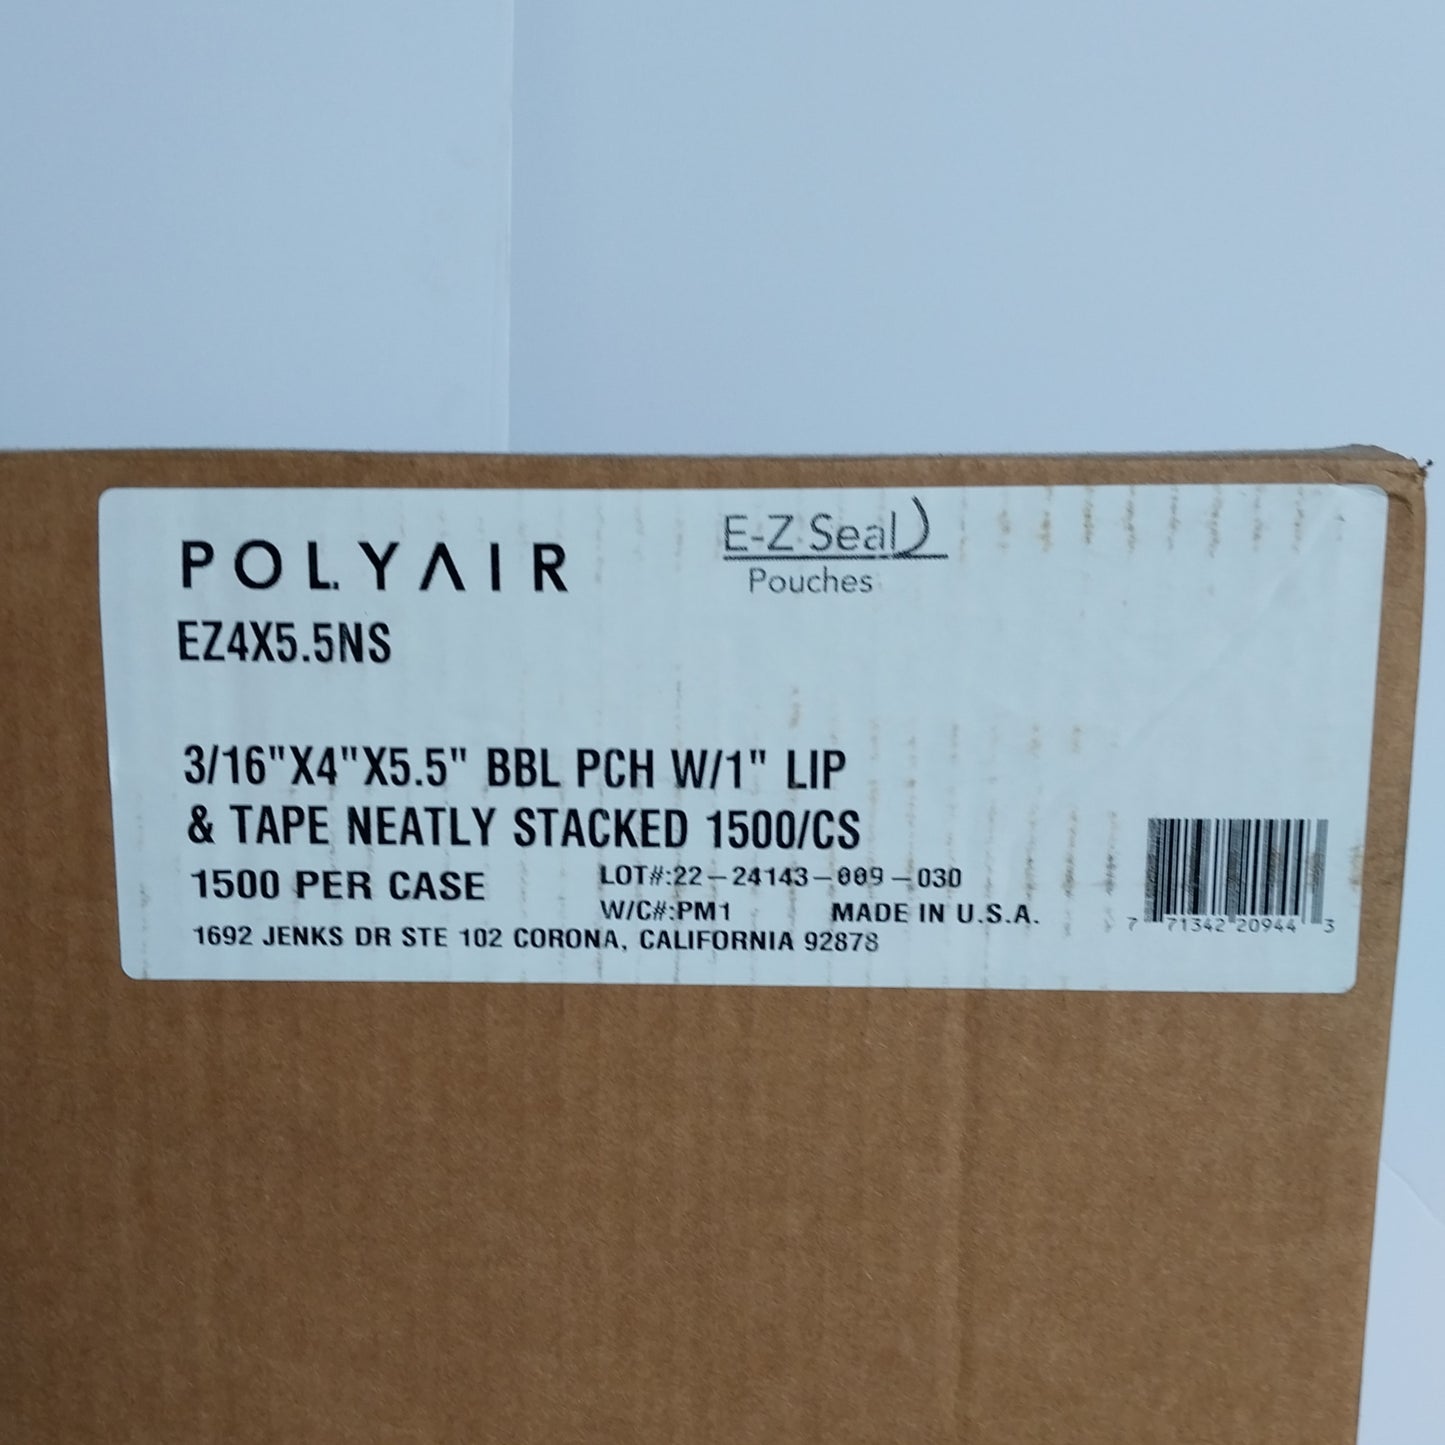 POLYAIR
E-Z Seal
Pouches
EZ4X5.5NS
3/16"X4"X5.5" BBL PCH W/1" LIP
& TAPE NEATLY STACKED 1500/CS
1500 PER CASE
LOT#:22-24143-009-030
W/C#:PM1
MADE IN U.S.A.
1692 JENKS DR STE 102 CORONA, CALIFORNIA 92878
7 71342 20944 3